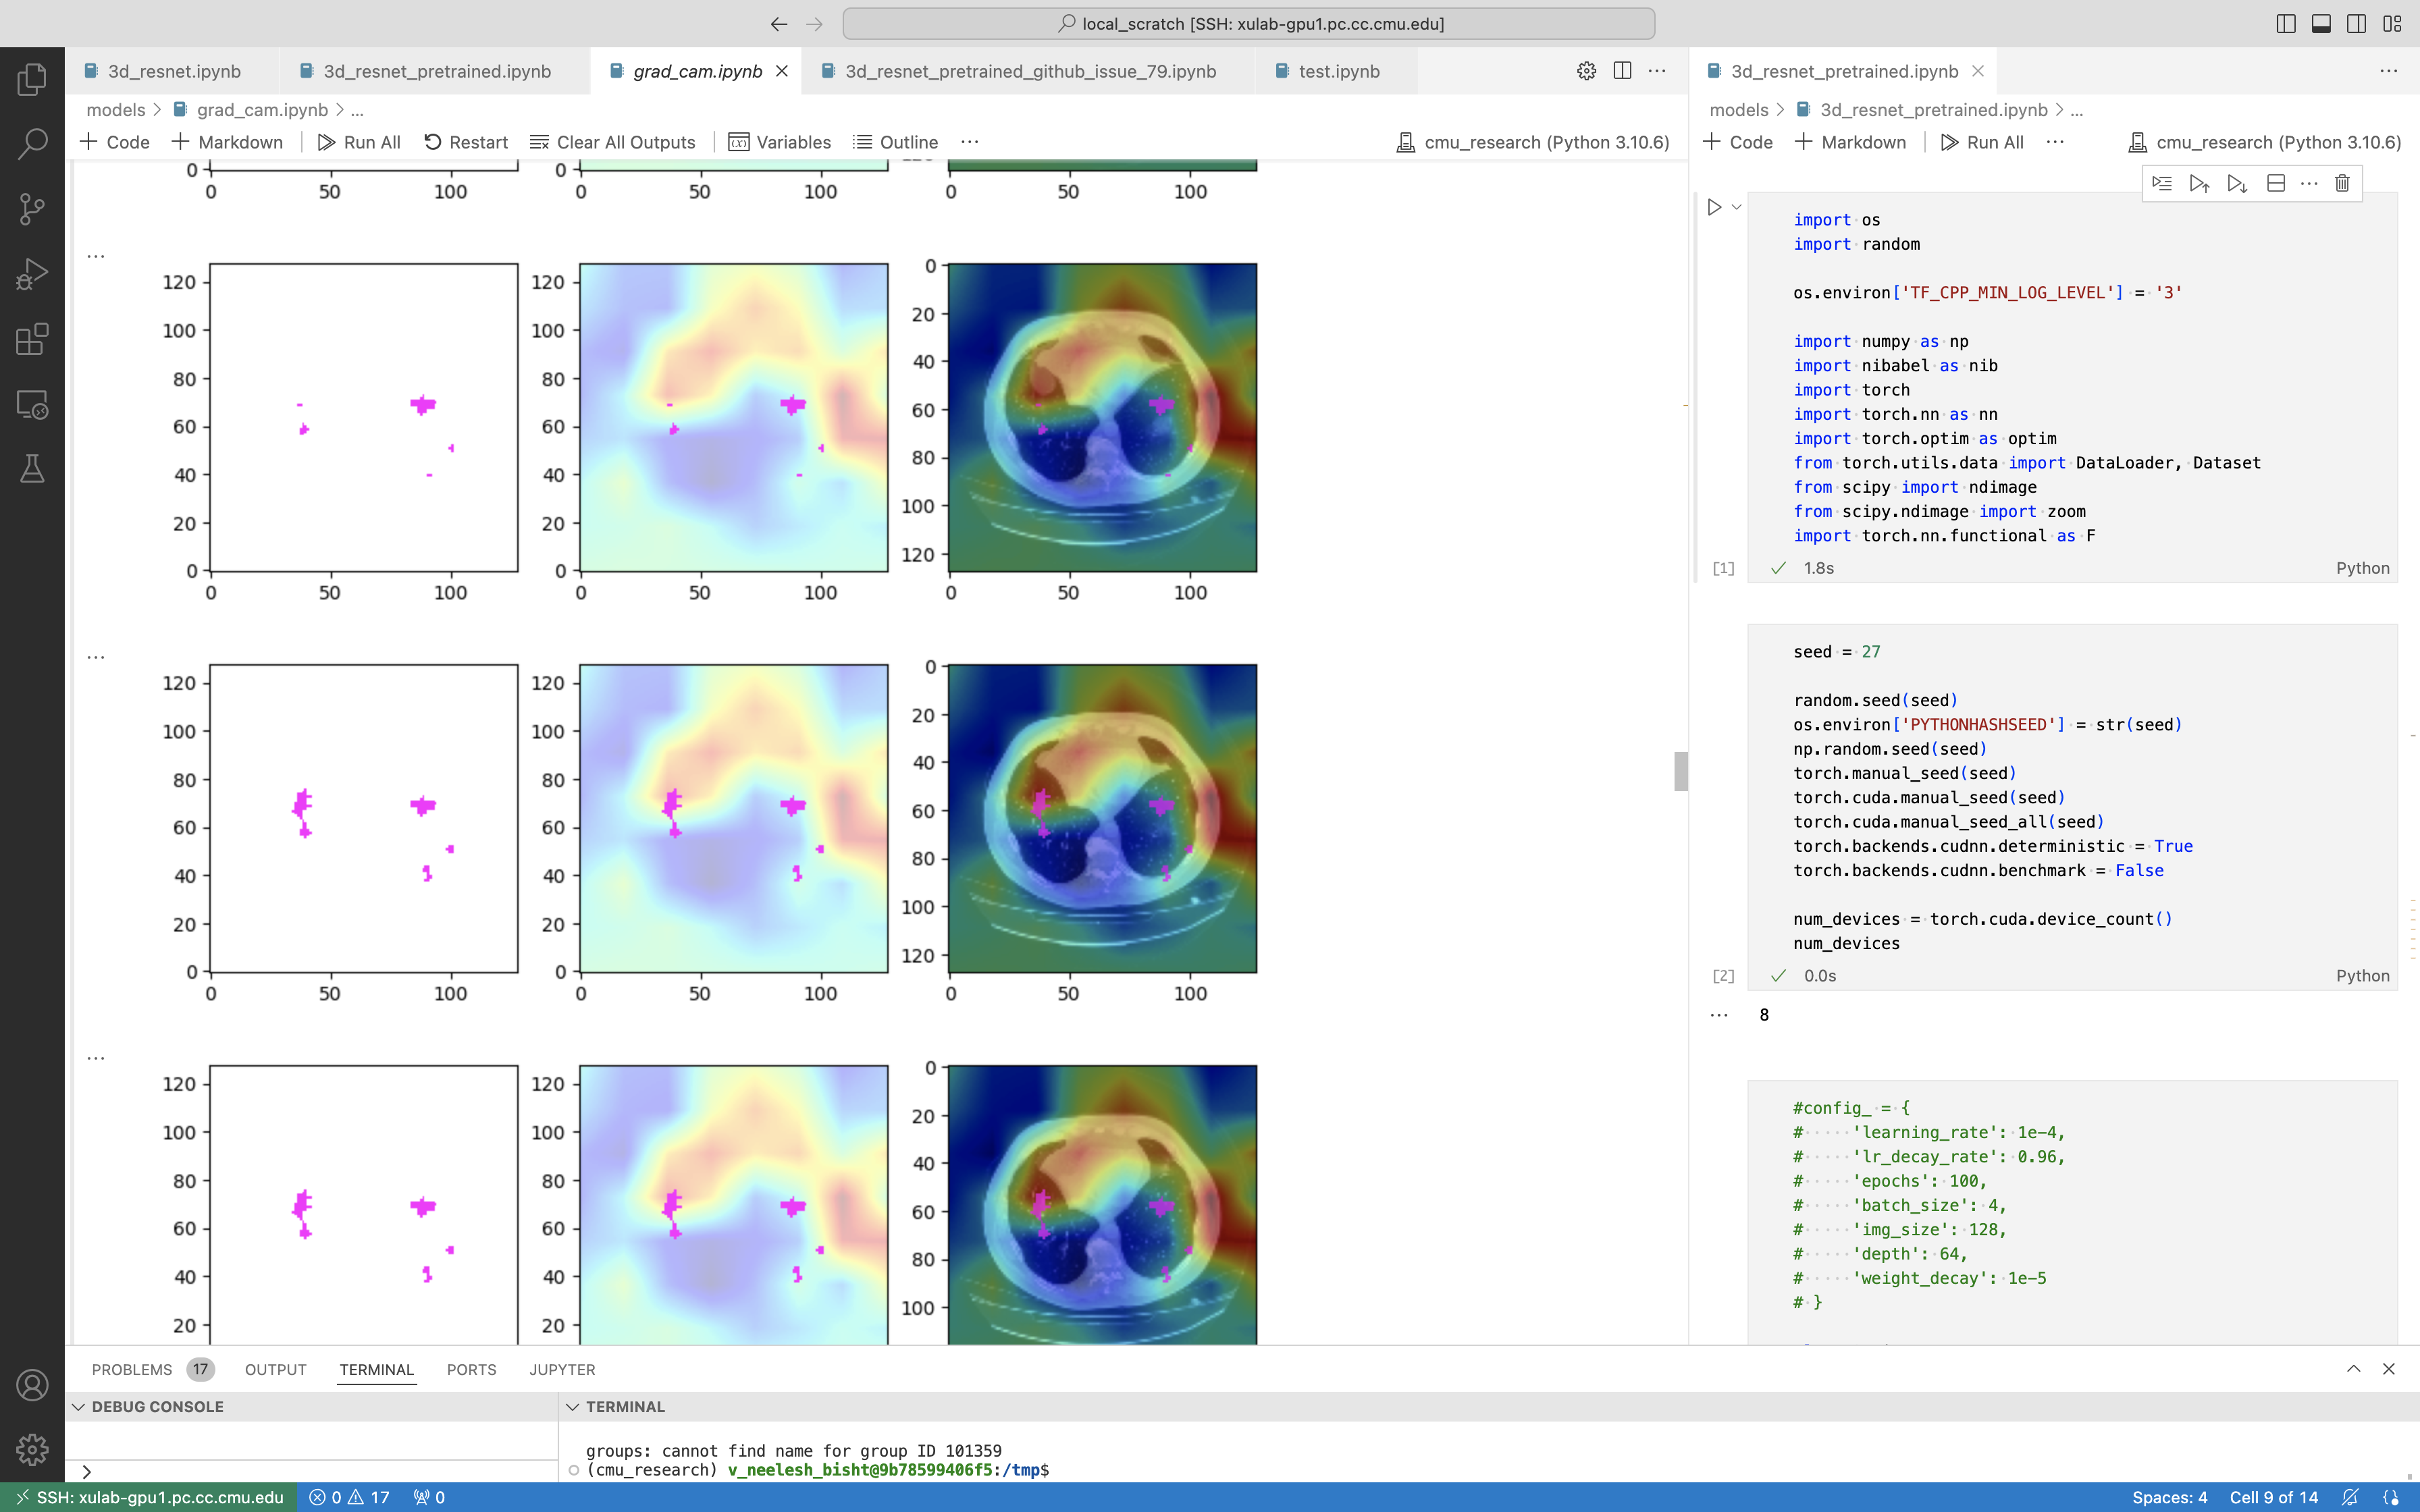 local_scratch [SSH: xulab-gpu1.pc.cc.cmu.edu]
3d_resnet.ipynb
3d_resnet_pretrained.ipynb
grad_cam.ipynb
3d_resnet_pretrained_github_issue_79.ipynb
test.ipynb
models > grad_cam.ipynb > ...
+ Code + Markdown Run All Restart Clear All Outputs Variables Outline ... cmu_research (Python 3.10.6)
0 0
0 50 100 0 50 100 0 50 100
...
120 120 0
100 100 20
80 80 40
60 60 60
40 40 80
20 20 100
0 0 120
0 50 100 0 50 100 0 50 100
...
120 120 0
100 100 20
80 80 40
60 60 60
40 40 80
20 20 100
0 0 120
0 50 100 0 50 100 0 50 100
...
120 120 0
100 100 20
80 80 40
60 60 60
40 40 80
20 20 100
3d_resnet_pretrained.ipynb
models > 3d_resnet_pretrained.ipynb > ...
+ Code + Markdown Run All ... cmu_research (Python 3.10.6)
import os
import random
os.environ['TF_CPP_MIN_LOG_LEVEL'] = '3'
import numpy as np
import nibabel as nib
import torch
import torch.nn as nn
import torch.optim as optim
from torch.utils.data import DataLoader, Dataset
from scipy import ndimage
from scipy.ndimage import zoom
import torch.nn.functional as F
[1] 1.8s Python
seed = 27
random.seed(seed)
os.environ['PYTHONHASHSEED'] = str(seed)
np.random.seed(seed)
torch.manual_seed(seed)
torch.cuda.manual_seed(seed)
torch.cuda.manual_seed_all(seed)
torch.backends.cudnn.deterministic = True
torch.backends.cudnn.benchmark = False
num_devices = torch.cuda.device_count()
num_devices
[2] 0.0s Python
... 8
#config_ = {
# 'learning_rate': 1e-4,
# 'lr_decay_rate': 0.96,
# 'epochs': 100,
# 'batch_size': 4,
# 'img_size': 128,
# 'depth': 64,
# 'weight_decay': 1e-5
# }
PROBLEMS 17 OUTPUT TERMINAL PORTS JUPYTER
DEBUG CONSOLE
>
TERMINAL
groups: cannot find name for group ID 101359
(cmu_research) v_neelesh_bisht@9b78599406f5:/tmp$
SSH: xulab-gpu1.pc.cc.cmu.edu 0 17 0 Spaces: 4 Cell 9 of 14